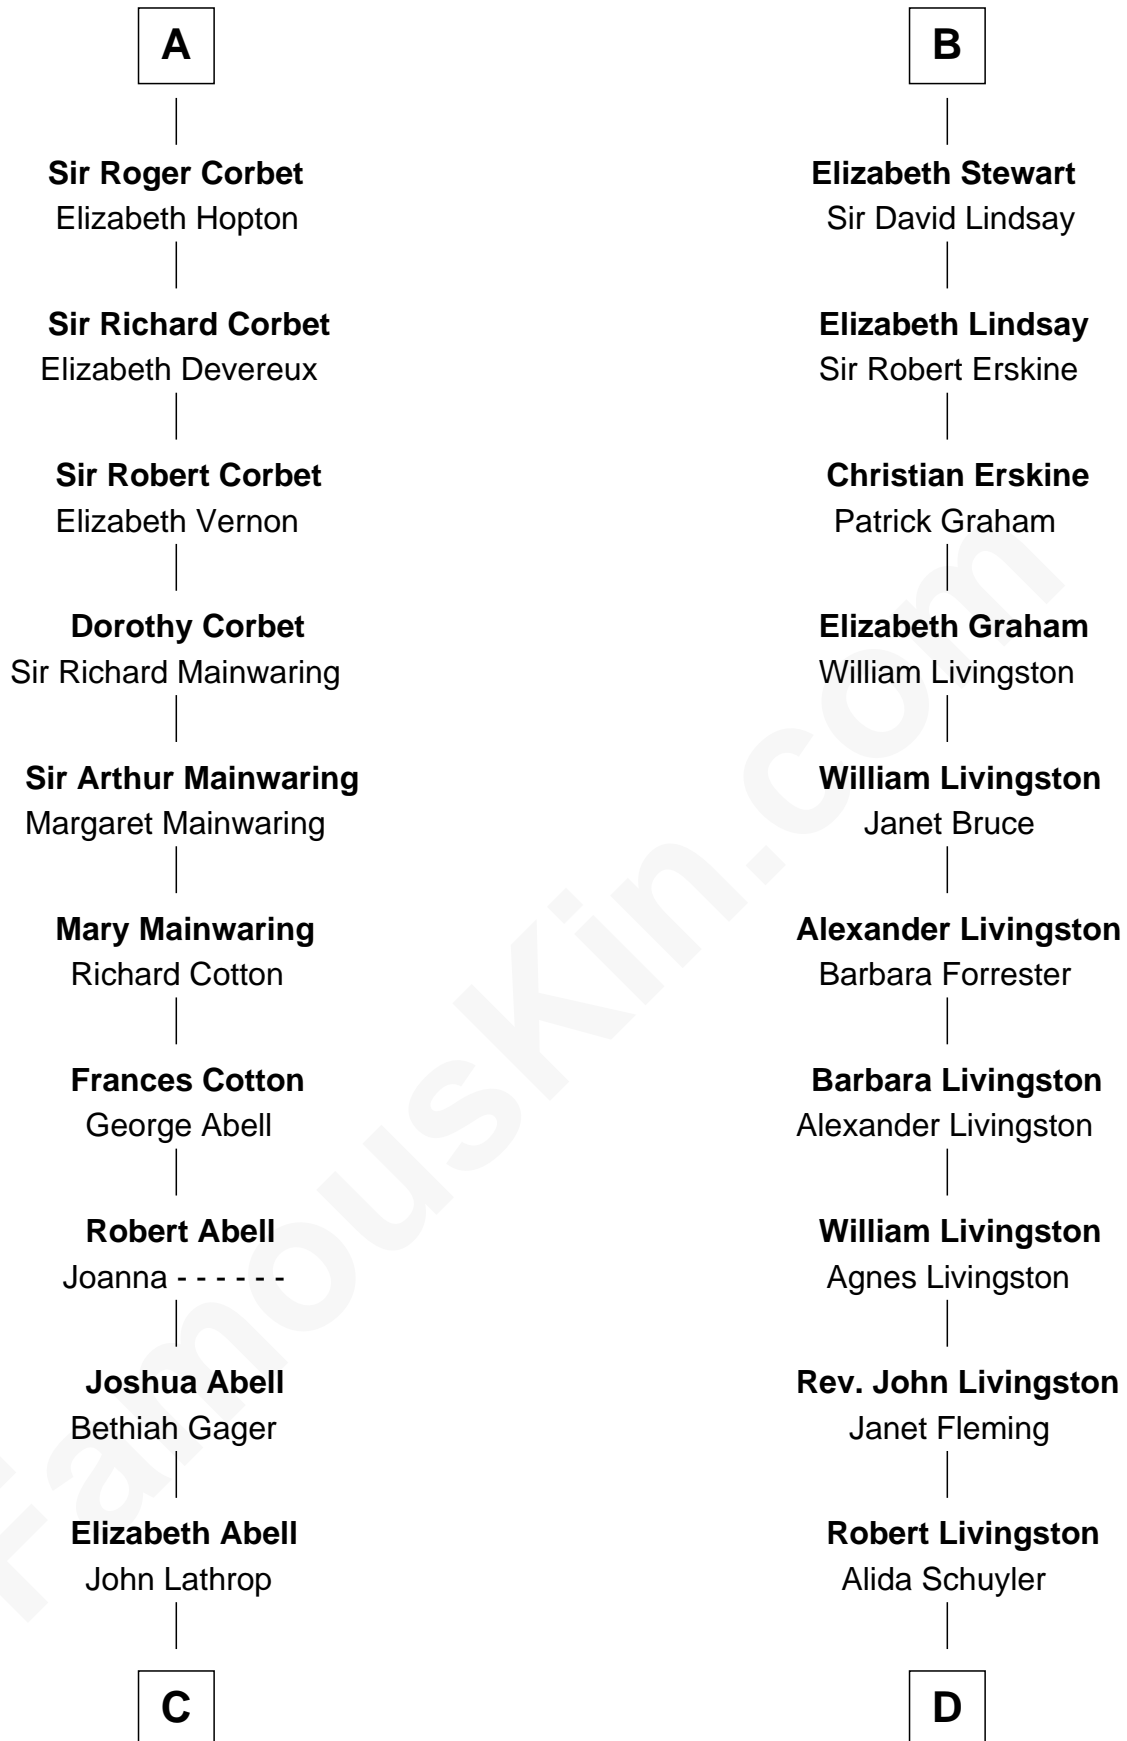 A
Sir Roger Corbet
Elizabeth Hopton
Sir Richard Corbet
Elizabeth Devereux
Sir Robert Corbet
Elizabeth Vernon
Dorothy Corbet
Sir Richard Mainwaring
Sir Arthur Mainwaring
Margaret Mainwaring
Mary Mainwaring
Richard Cotton
Frances Cotton
George Abell
Robert Abell
Joanna - - - - - -
Joshua Abell
Bethiah Gager
Elizabeth Abell
John Lathrop
C
B
Elizabeth Stewart
Sir David Lindsay
Elizabeth Lindsay
Sir Robert Erskine
Christian Erskine
Patrick Graham
Elizabeth Graham
William Livingston
William Livingston
Janet Bruce
Alexander Livingston
Barbara Forrester
Barbara Livingston
Alexander Livingston
William Livingston
Agnes Livingston
Rev. John Livingston
Janet Fleming
Robert Livingston
Alida Schuyler
D
FamousKin.com